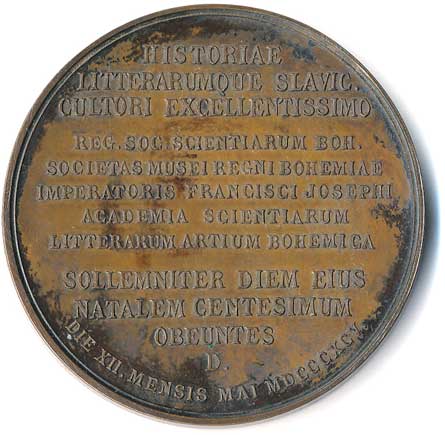 HISTORIAE
LITTERARUMQUE SLAVIC.
CULTORI EXCELLENTISSIMO
REG. SOC. SCIENTIARUM BOH.
SOCIETAS MUSEI REGNI BOHEMIAE
IMPERATORIS FRANCISCI JOSEPHI
ACADEMIA SCIENTIARUM
LITTERARUM ARTIUM BOHEMICA
SOLLEMNITER DIEM EIUS
NATALEM CENTESIMUM
OBEUNTES
D.
DIE XII. MENSIS MAI MDCCCXCV.